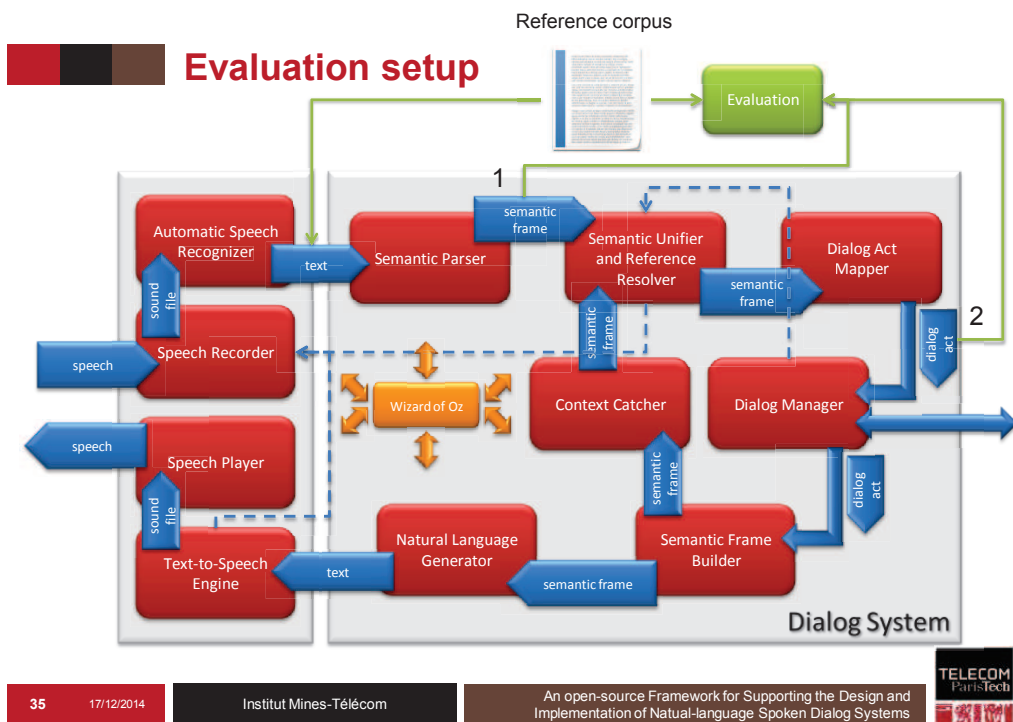 Reference corpus
Evaluation setup
Evaluation
1
semantic
frame
Automatic Speech
Recognizer
text
Semantic Parser
Semantic Unifier
and Reference
Resolver
semantic
frame
Dialog Act
Mapper
sound
file
semantic
frame
dialog
act
2
speech
Speech Recorder
Wizard of Oz
Context Catcher
Dialog Manager
speech
Speech Player
sound
file
semantic
frame
dialog
act
Text-to-Speech
Engine
text
Natural Language
Generator
semantic frame
Semantic Frame
Builder
Dialog System
35
17/12/2014
Institut Mines-Télécom
An open-source Framework for Supporting the Design and
Implementation of Natual-language Spoken Dialog Systems
TELECOM
ParisTech